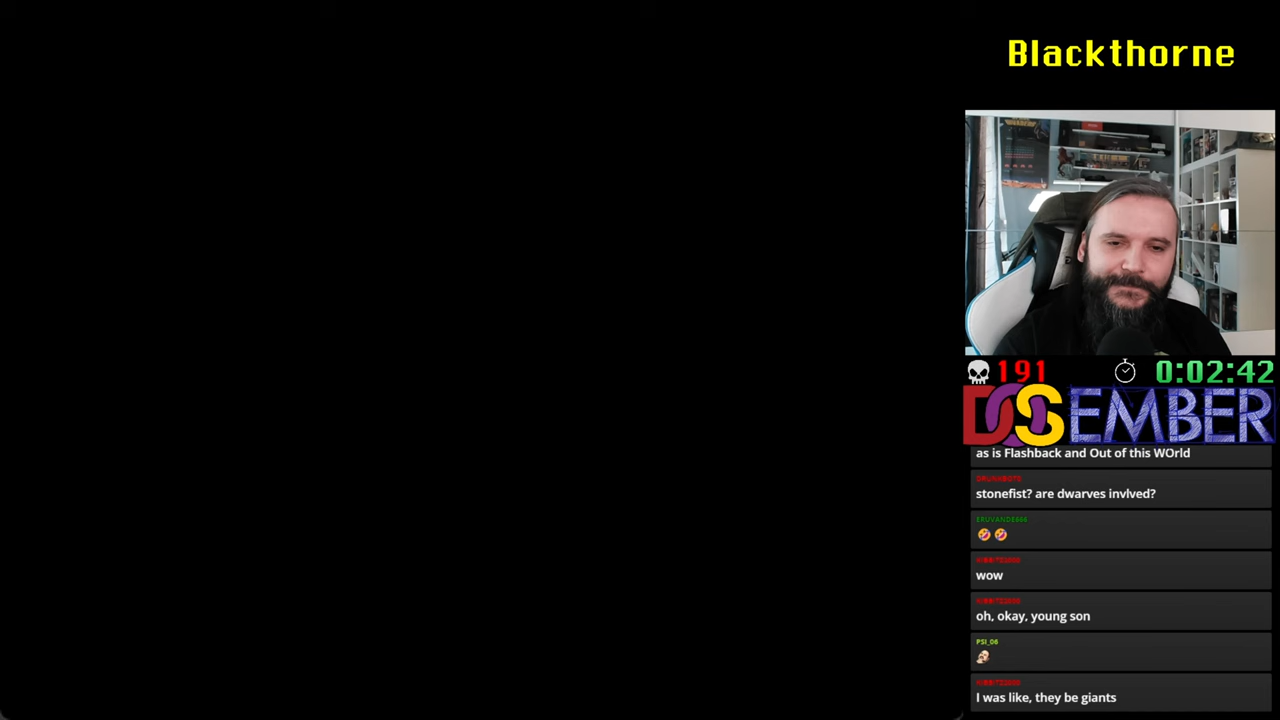 Blackthorne
191 0:02:42
DOSEMBER
as is Flashback and Out of this WOrld
stonefist? are dwarves invlved?
ERUVANDE666
wow
oh, okay, young son
PSI_06
I was like, they be giants